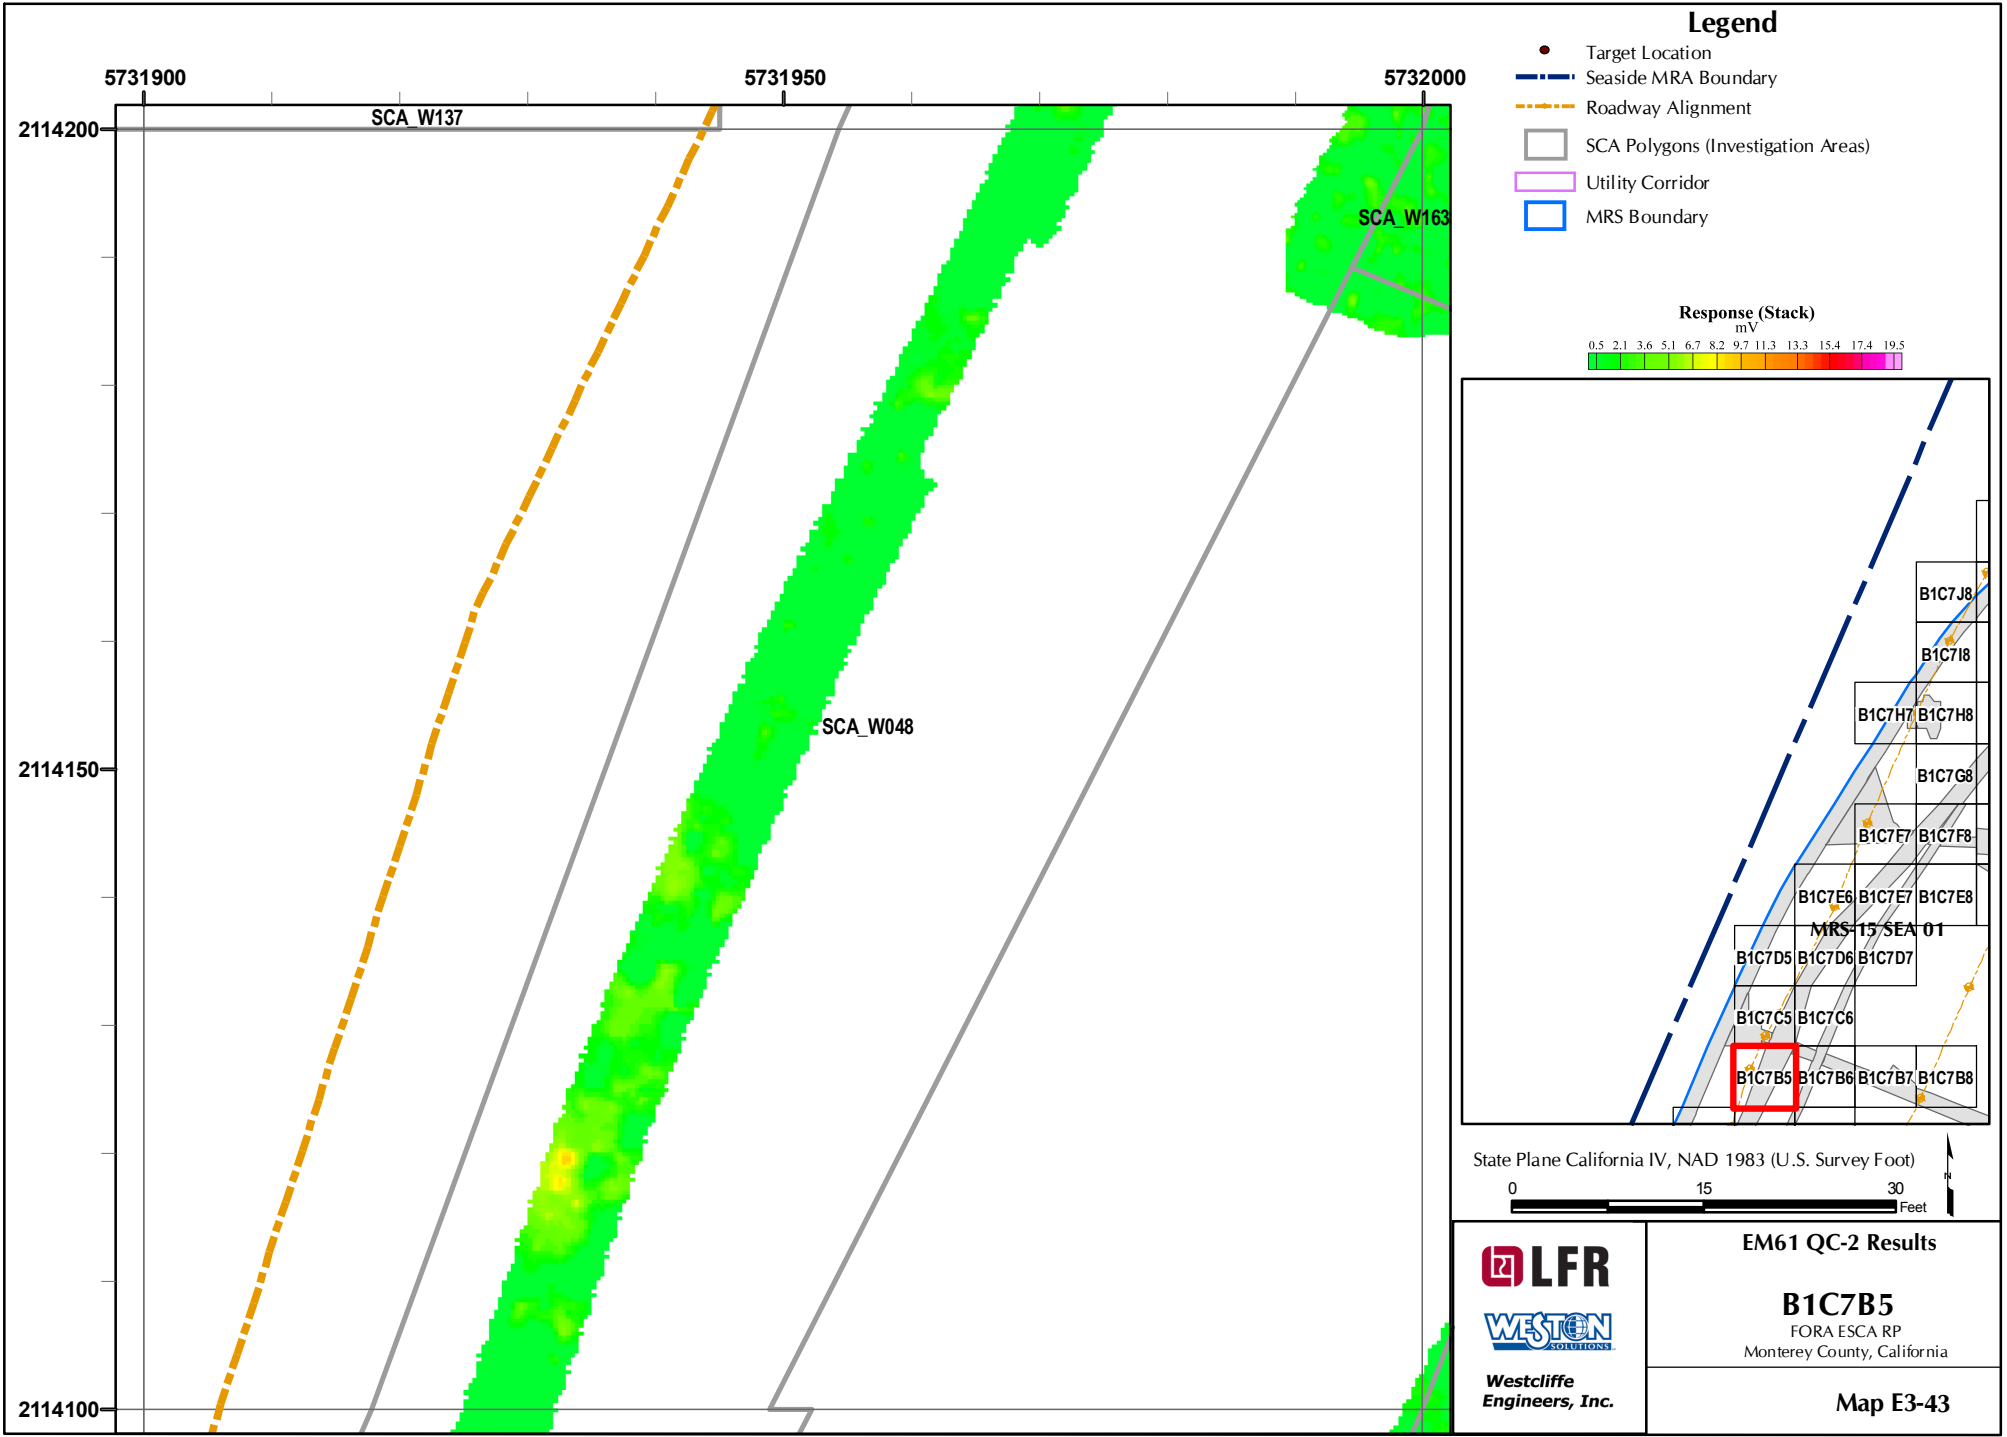 5731900
5731950
5732000
2114200
2114150
2114100
SCA_W137
SCA_W163
SCA_W048
Legend
Target Location
Seaside MRA Boundary
Roadway Alignment
SCA Polygons (Investigation Areas)
Utility Corridor
MRS Boundary
Response (Stack)
mV
0.5 2.1 3.6 5.1 6.7 8.2 9.7 11.3 13.3 15.4 17.4 19.5
B1C7J8
B1C7I8
B1C7H7 B1C7H8
B1C7G8
B1C7F7 B1C7F8
B1C7E6 B1C7E7 B1C7E8
MRS-15 SEA 01
B1C7D5 B1C7D6 B1C7D7
B1C7C5 B1C7C6
B1C7B5 B1C7B6 B1C7B7 B1C7B8
State Plane California IV, NAD 1983 (U.S. Survey Foot)
0 15 30
Feet
N
LFR
WESTON
SOLUTIONS
Westcliffe
Engineers, Inc.
EM61 QC-2 Results
B1C7B5
FORA ESCA RP
Monterey County, California
Map E3-43